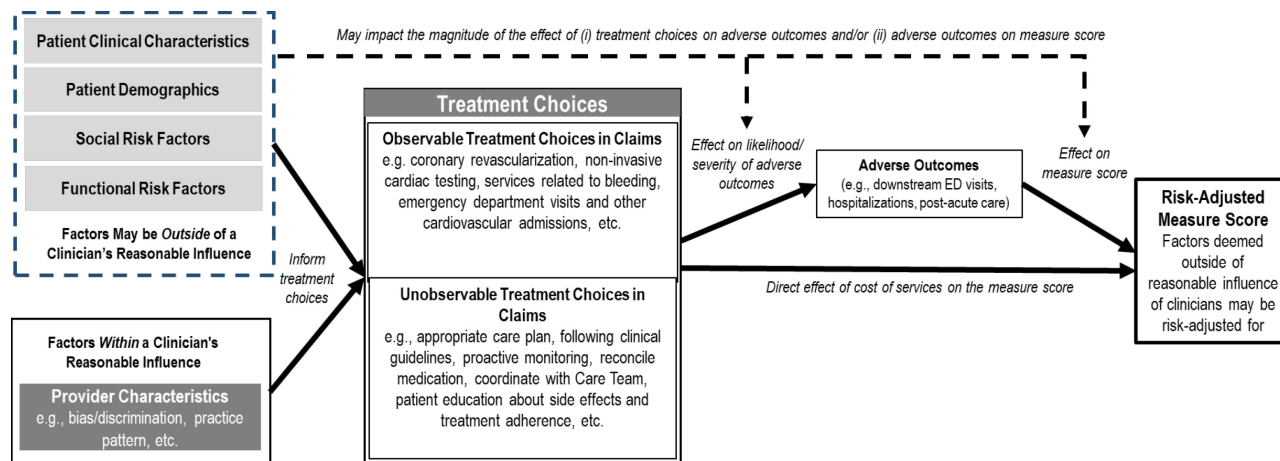 Patient Clinical Characteristics
Patient Demographics
Social Risk Factors
Functional Risk Factors
Factors May be Outside of a
Clinician's Reasonable Influence
May impact the magnitude of the effect of (i) treatment choices on adverse outcomes and/or (ii) adverse outcomes on measure score
Inform
treatment
choices
Factors Within a Clinician's
Reasonable Influence
Provider Characteristics
e.g., bias/discrimination, practice
pattern, etc.
Treatment Choices
Observable Treatment Choices in Claims
e.g. coronary revascularization, non-invasive
cardiac testing, services related to bleeding,
emergency department visits and other
cardiovascular admissions, etc.
Unobservable Treatment Choices in
Claims
e.g., appropriate care plan, following clinical
guidelines, proactive monitoring, reconcile
medication, coordinate with Care Team,
patient education about side effects and
treatment adherence, etc.
Effect on likelihood/
severity of adverse
outcomes
Adverse Outcomes
(e.g., downstream ED visits,
hospitalizations, post-acute care)
Effect on
measure score
Direct effect of cost of services on the measure score
Risk-Adjusted
Measure Score
Factors deemed
outside of
reasonable influence
of clinicians may be
risk-adjusted for